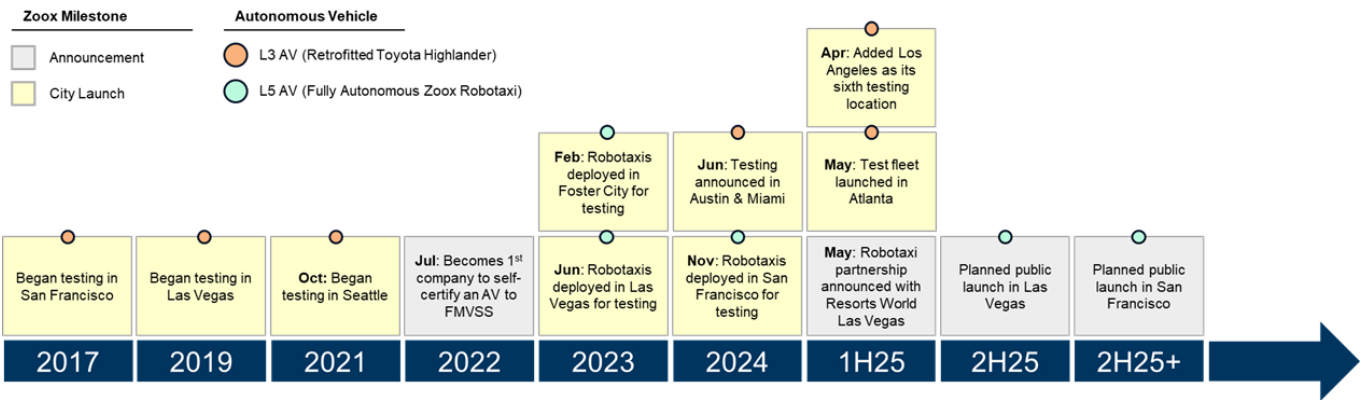 Zoox Milestone
Announcement
City Launch
Autonomous Vehicle
L3 AV (Retrofitted Toyota Highlander)
L5 AV (Fully Autonomous Zoox Robotaxi)
Began testing in
San Francisco
2017
Began testing in
Las Vegas
2019
Oct: Began
testing in Seattle
2021
Jul: Becomes 1st
company to self-
certify an AV to
FMVSS
2022
Feb: Robotaxis
deployed in
Foster City for
testing
Jun: Robotaxis
deployed in Las
Vegas for testing
2023
Jun: Testing
announced in
Austin & Miami
Nov: Robotaxis
deployed in San
Francisco for
testing
2024
Apr: Added Los
Angeles as its
sixth testing
location
May: Test fleet
launched in
Atlanta
May: Robotaxi
partnership
announced with
Resorts World
Las Vegas
1H25
Planned public
launch in Las
Vegas
2H25
Planned public
launch in San
Francisco
2H25+